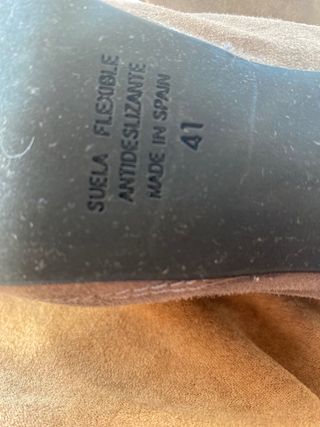 SUELA FLEXIBLE
ANTIDESLIZANTE
MADE IN SPAIN
41